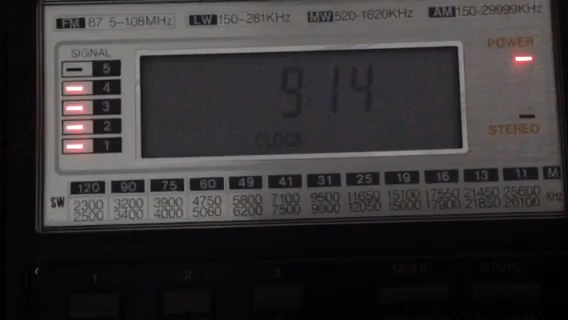 FM 87.5-108MHz LW 150-281KHz MW 520-1620KHz AM 150-29999KHz
SIGNAL
POWER
5
4
3
2
1
9:14
CLOCK
STEREO
120 90 75 60 49 41 31 25 19 16 13 11 M
SW 2300 3200 3900 4750 5800 7100 9500 11650 15100 17550 21450 25600 KHz
2500 3400 4000 5060 6200 7500 9900 12050 15600 17900 21850 26100
1 2 3 MODE